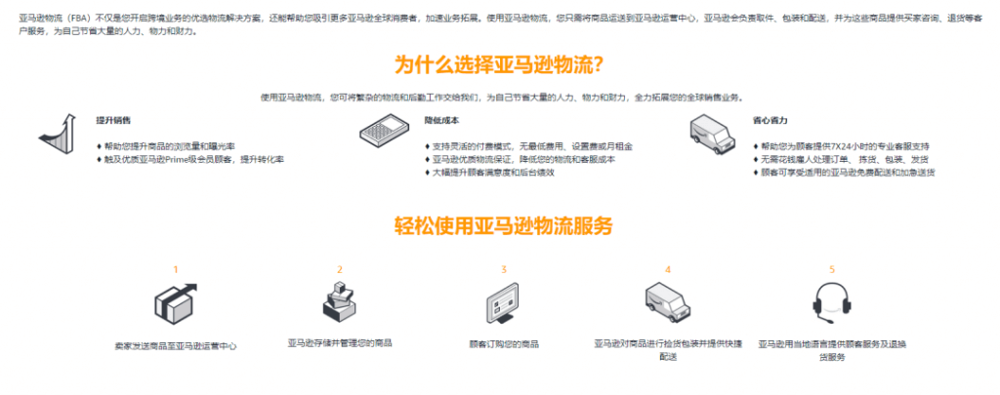 亚马逊物流（FBA）不仅是您开启跨境业务的优选物流解决方案，还能帮助您吸引更多亚马逊全球消费者，加速业务拓展。使用亚马逊物流，您只需将商品运送到亚马逊运营中心，亚马逊会负责取件、包装和配送，并为这些商品提供买家咨询、退货等客
户服务，为自己节省大量的人力、物力和财力。
为什么选择亚马逊物流？
使用亚马逊物流，您可将繁杂的物流和后勤工作交给我们，为自己节省大量的人力、物力和财力，全力拓展您的全球销售业务。
提升销售
♦ 帮助您提升商品的浏览量和曝光率
♦ 触及优质亚马逊Prime级会员顾客，提升转化率
降低成本
♦ 支持灵活的付费模式，无最低费用、设置费或月租金
♦ 亚马逊优质物流保证，降低您的物流和客服成本
♦ 大幅提升顾客满意度和后台绩效
省心省力
♦ 帮助您为顾客提供7X24小时的专业客服支持
♦ 无需花钱雇人处理订单、 拣货、包装、发货
♦ 顾客可享受适用的亚马逊免费配送和加急送货
轻松使用亚马逊物流服务
1
卖家发送商品至亚马逊运营中心
2
亚马逊存储并管理您的商品
3
顾客订购您的商品
4
亚马逊对商品进行捡货包装并提供快捷
配送
5
亚马逊用当地语言提供顾客服务及退换
货服务